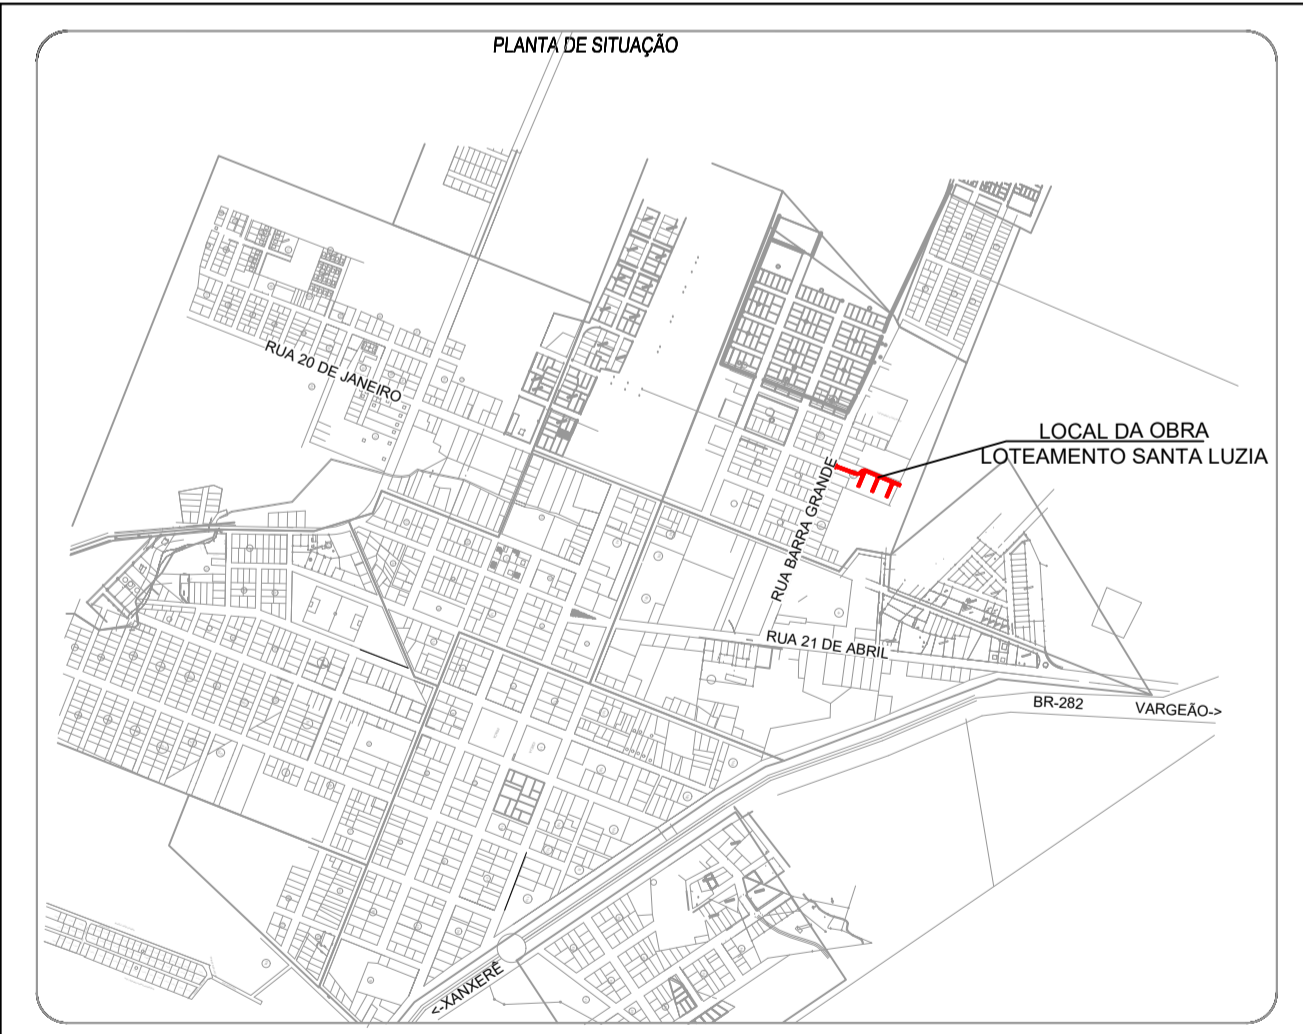 PLANTA DE SITUAÇÃO
RUA 20 DE JANEIRO
LOCAL DA OBRA
LOTEAMENTO SANTA LUZIA
RUA BARRA GRANDE
RUA 21 DE ABRIL
BR-282
VARGEÃO->
<-XANXERÊ